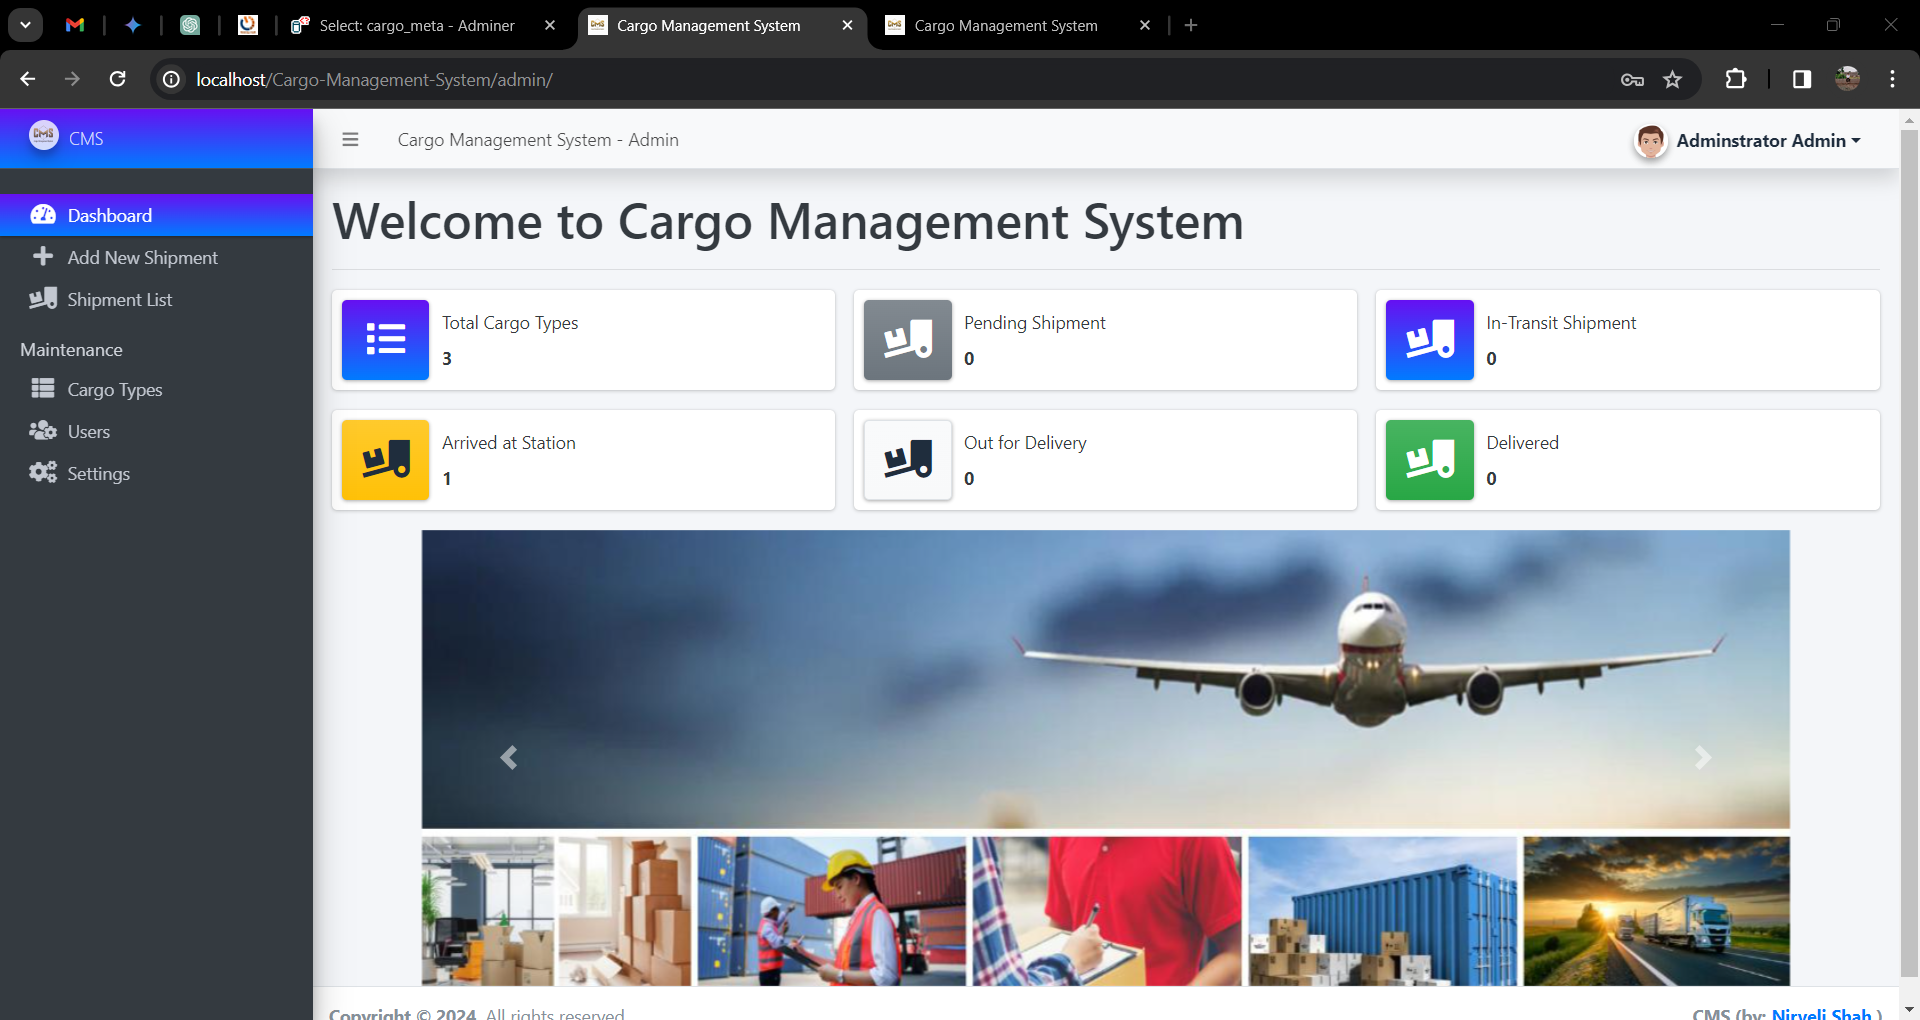 Select: cargo_meta - Adminer
Cargo Management System
Cargo Management System
localhost/Cargo-Management-System/admin/
CMS
Cargo Management System - Admin
Adminstrator Admin
Dashboard
Add New Shipment
Shipment List
Maintenance
Cargo Types
Users
Settings
Welcome to Cargo Management System
Total Cargo Types
3
Pending Shipment
0
In-Transit Shipment
0
Arrived at Station
1
Out for Delivery
0
Delivered
0
Copyright © 2024. All rights reserved.
CMS (by: Nirveli Shah )